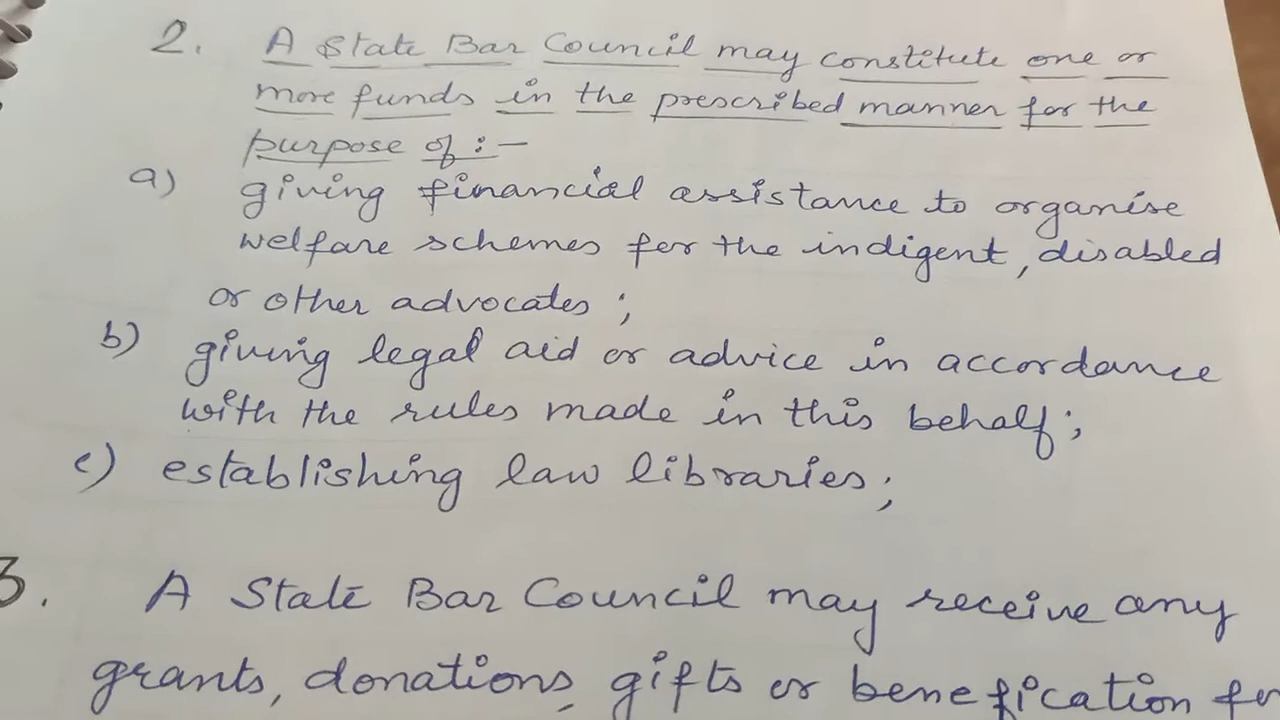 2. A State Bar Council may constitute one or
more funds in the prescribed manner for the
purpose of :-
a) giving financial assistance to organise
welfare schemes for the indigent, disabled
or other advocates ;
b) giving legal aid or advice in accordance
with the rules made in this behalf ;
c) establishing law libraries ;
3. A State Bar Council may receive any
grants, donations, gifts or benefication for